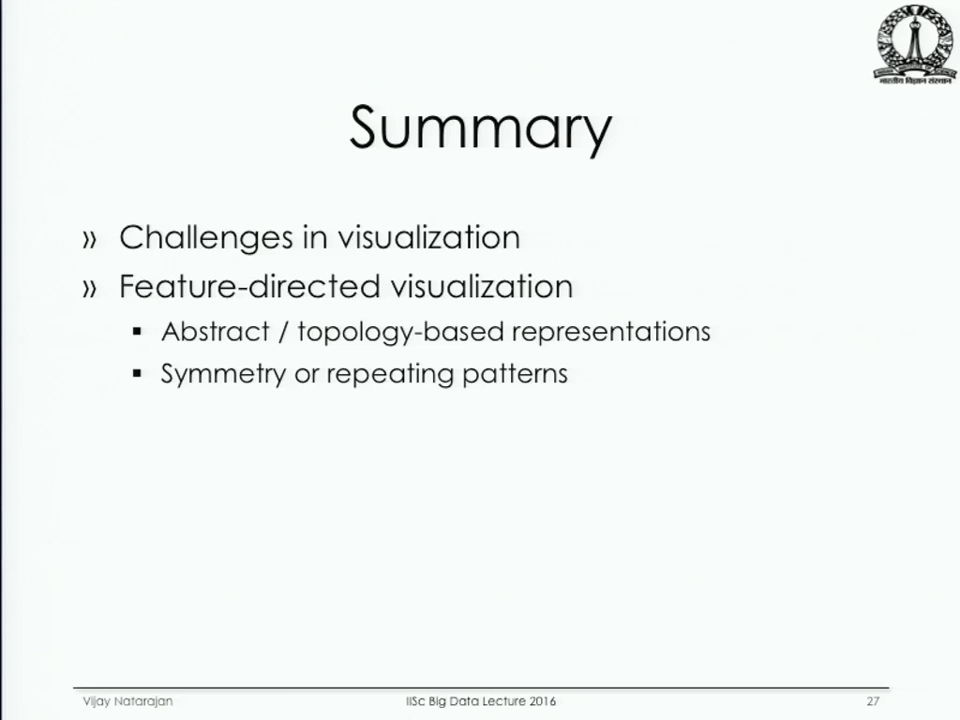 भारतीय विज्ञान संस्थान
Summary
» Challenges in visualization
» Feature-directed visualization
▪ Abstract / topology-based representations
▪ Symmetry or repeating patterns
Vijay Natarajan IISc Big Data Lecture 2016 27